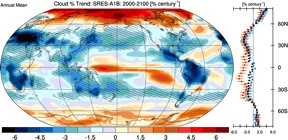 Annual Mean
Cloud % Trend: SRES-A1B: 2000-2100 [% century⁻¹]
[% century⁻¹]
60N
30N
0
30S
60S
-6 -4.5 -3 -1.5 0 1.5 3 4.5 6